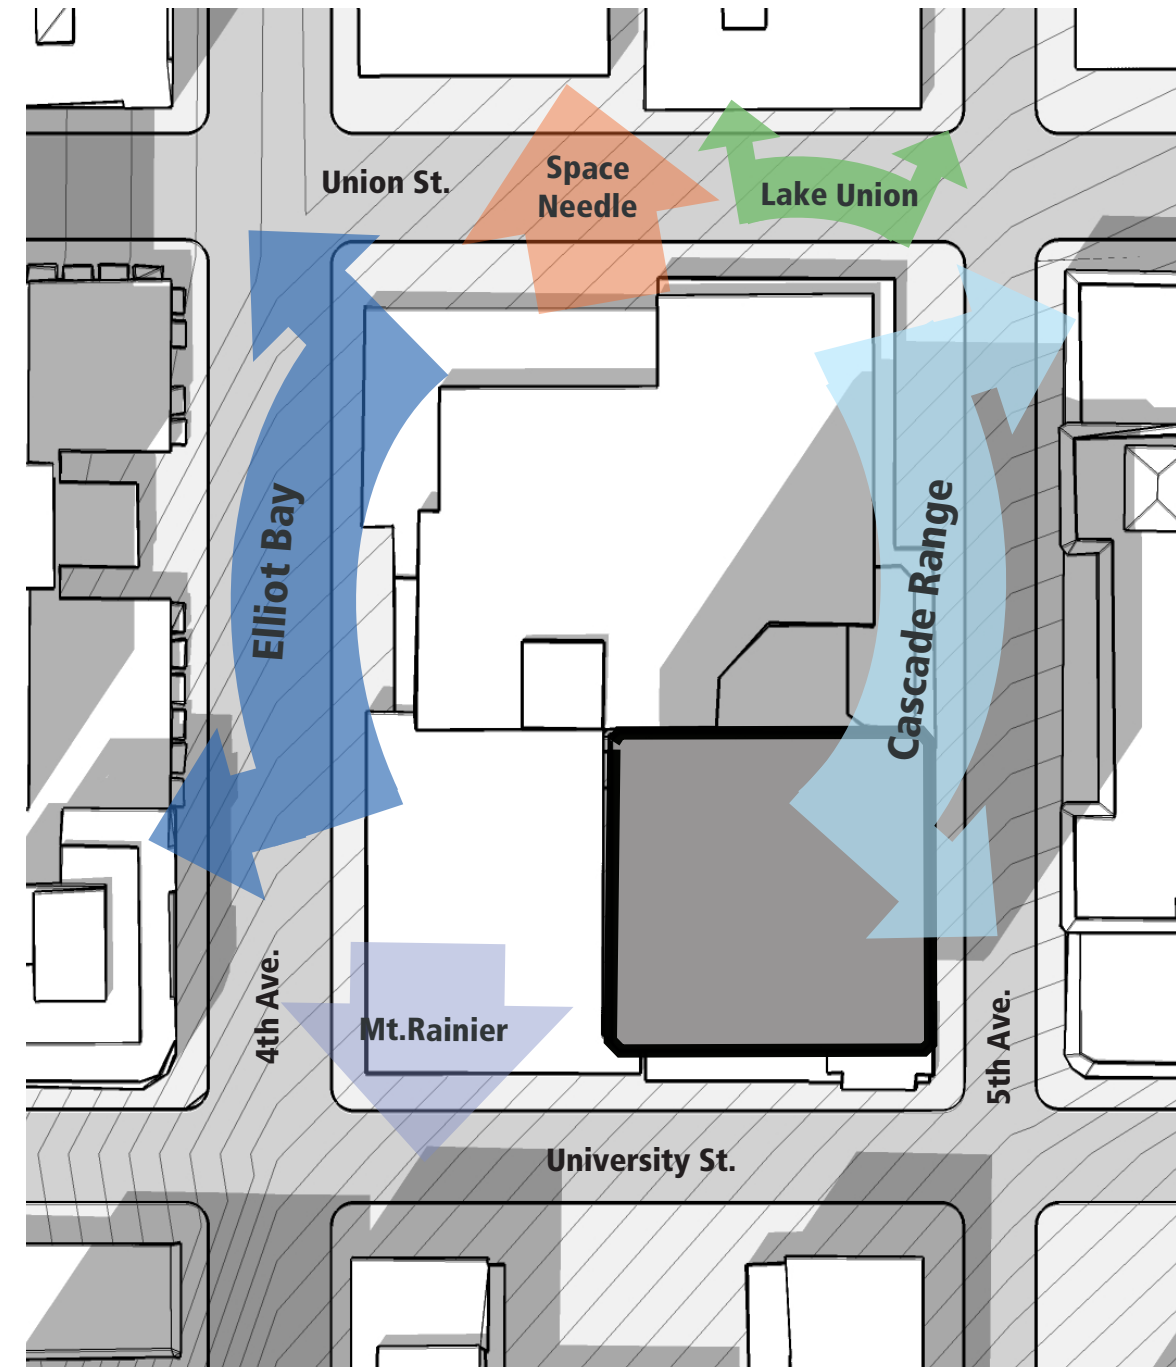 Space
Needle
Union St.
Lake Union
Elliot Bay
Cascade Range
4th Ave.
Mt.Rainier
5th Ave.
University St.